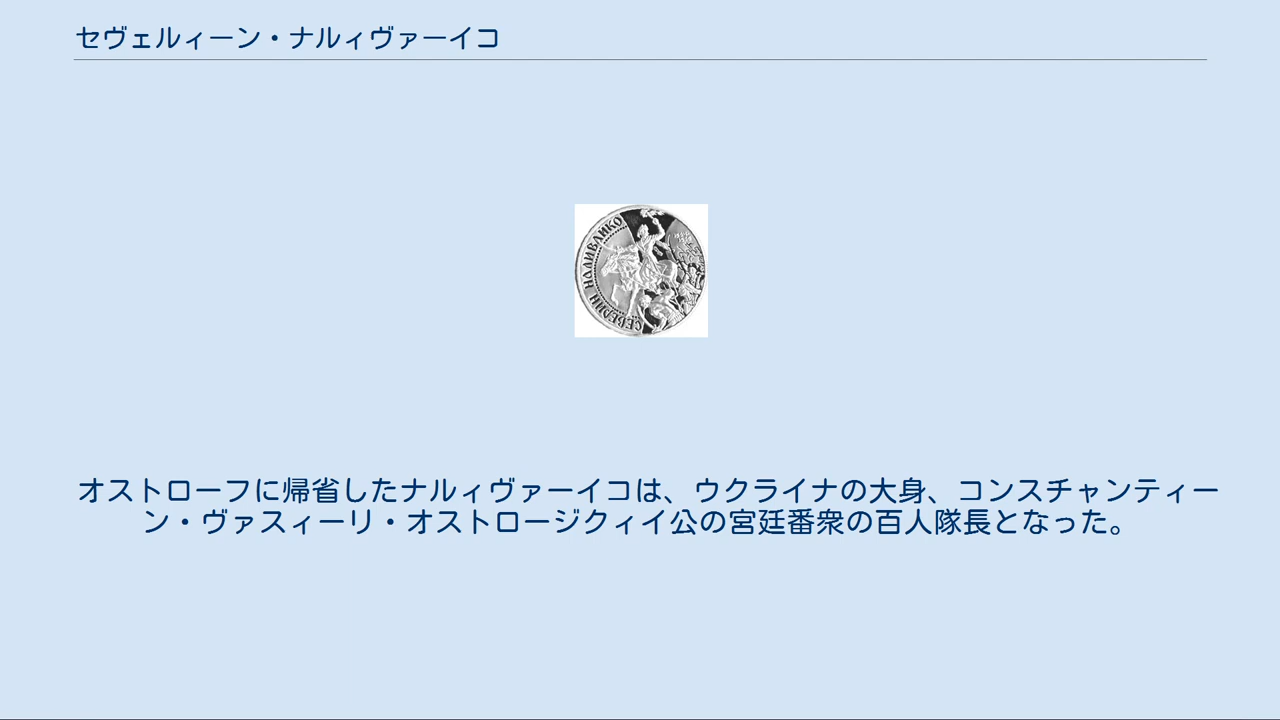 セヴェルィーン・ナルィヴァーイコ
СЕВЕРИН НАЛИВАЙКО
オストローフに帰省したナルィヴァーイコは、ウクライナの大身、コンスチャンティー
ン・ヴァスィーリ・オストロージクィイ公の宮廷番衆の百人隊長となった。